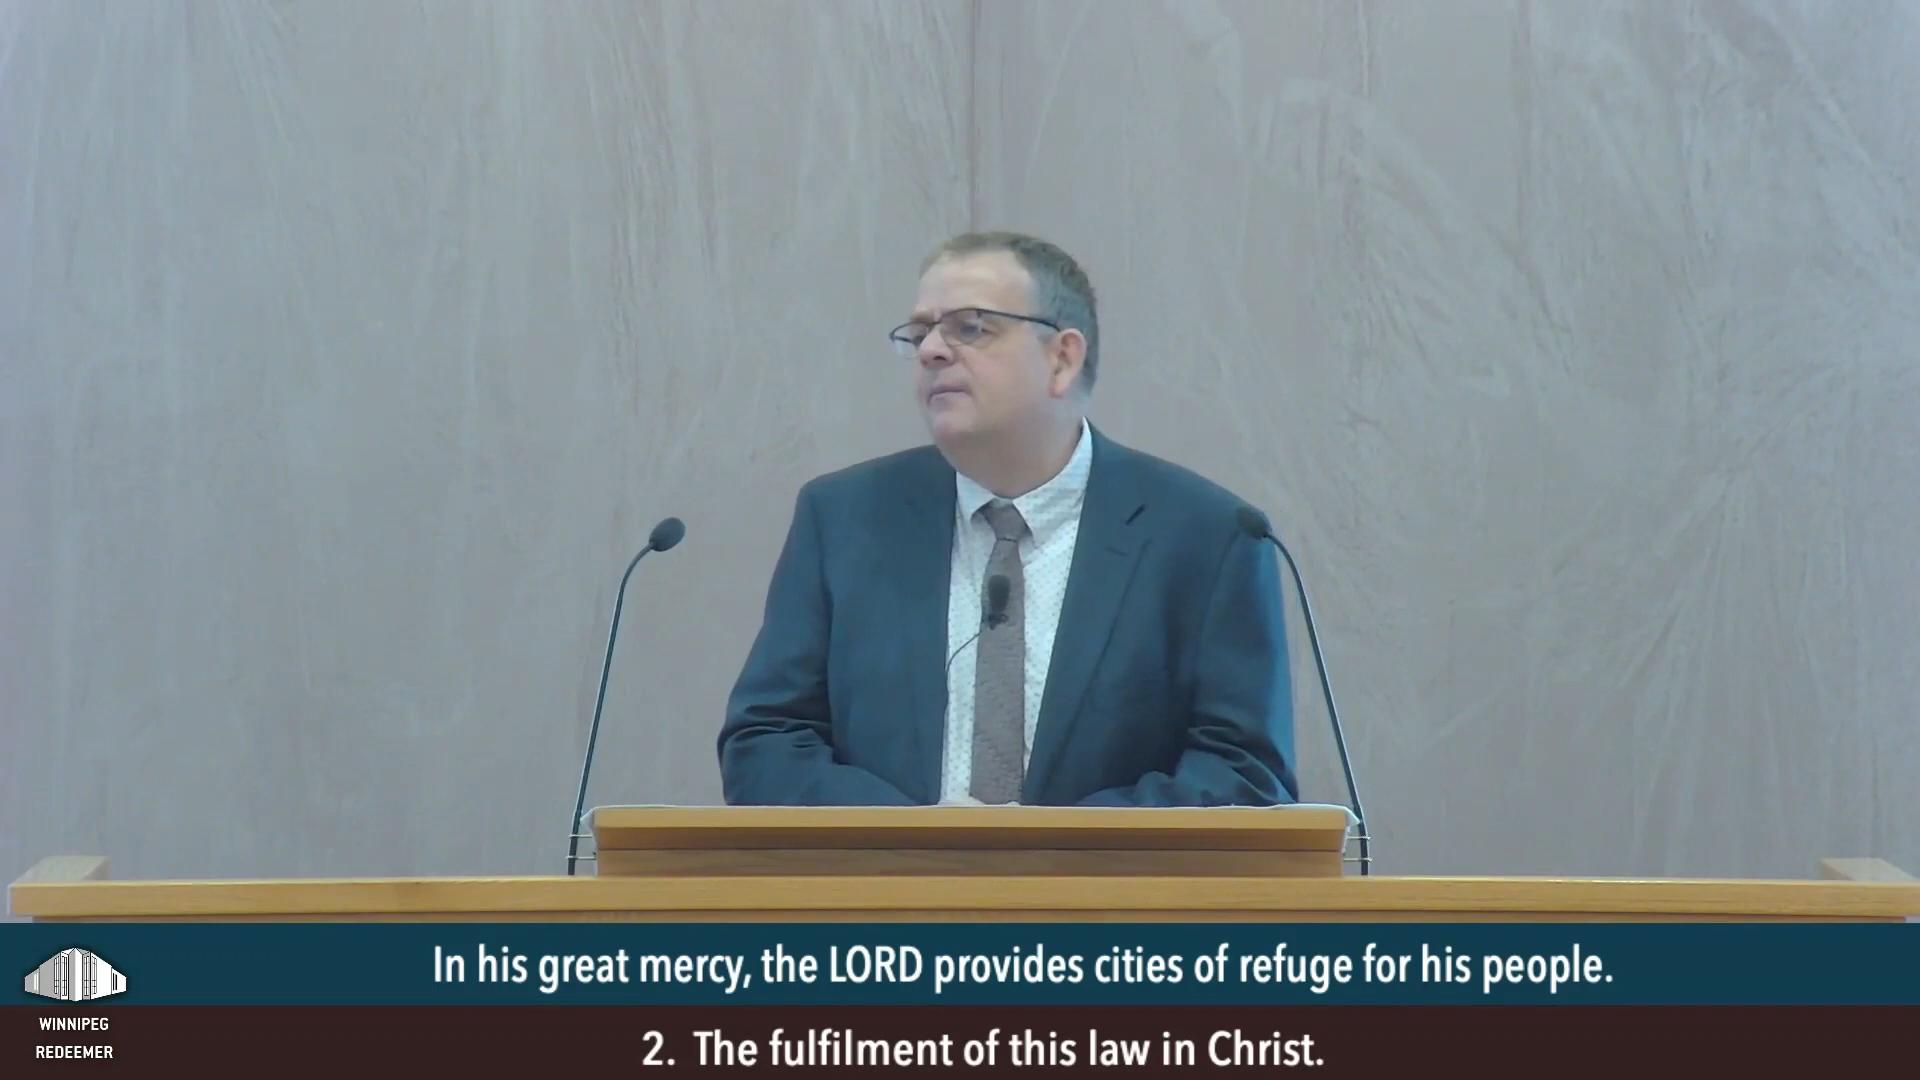 In his great mercy, the LORD provides cities of refuge for his people.
WINNIPEG
REDEEMER
2. The fulfilment of this law in Christ.